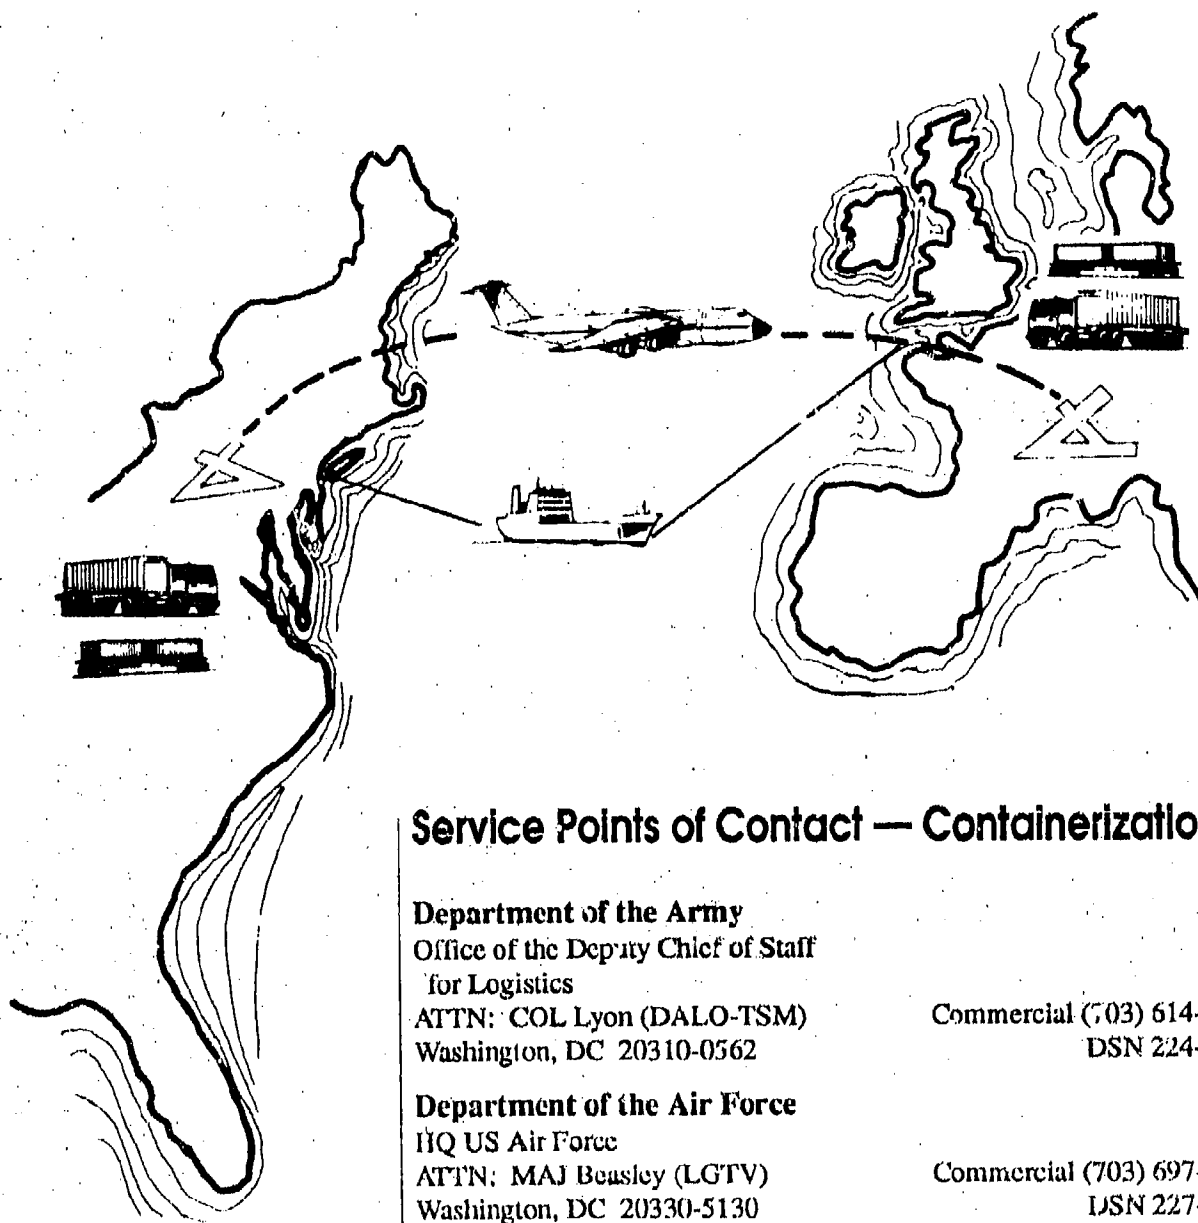 Service Points of Contact — Containerizatio
Department of the Army
Office of the Deputy Chief of Staff
for Logistics
ATTN: COL Lyon (DALO-TSM)
Commercial (703) 614-
Washington, DC 20310-0562
DSN 224-
Department of the Air Force
HQ US Air Force
ATTN: MAJ Beasley (LGTV)
Commercial (703) 697-
Washington, DC 20330-5130
DSN 227-